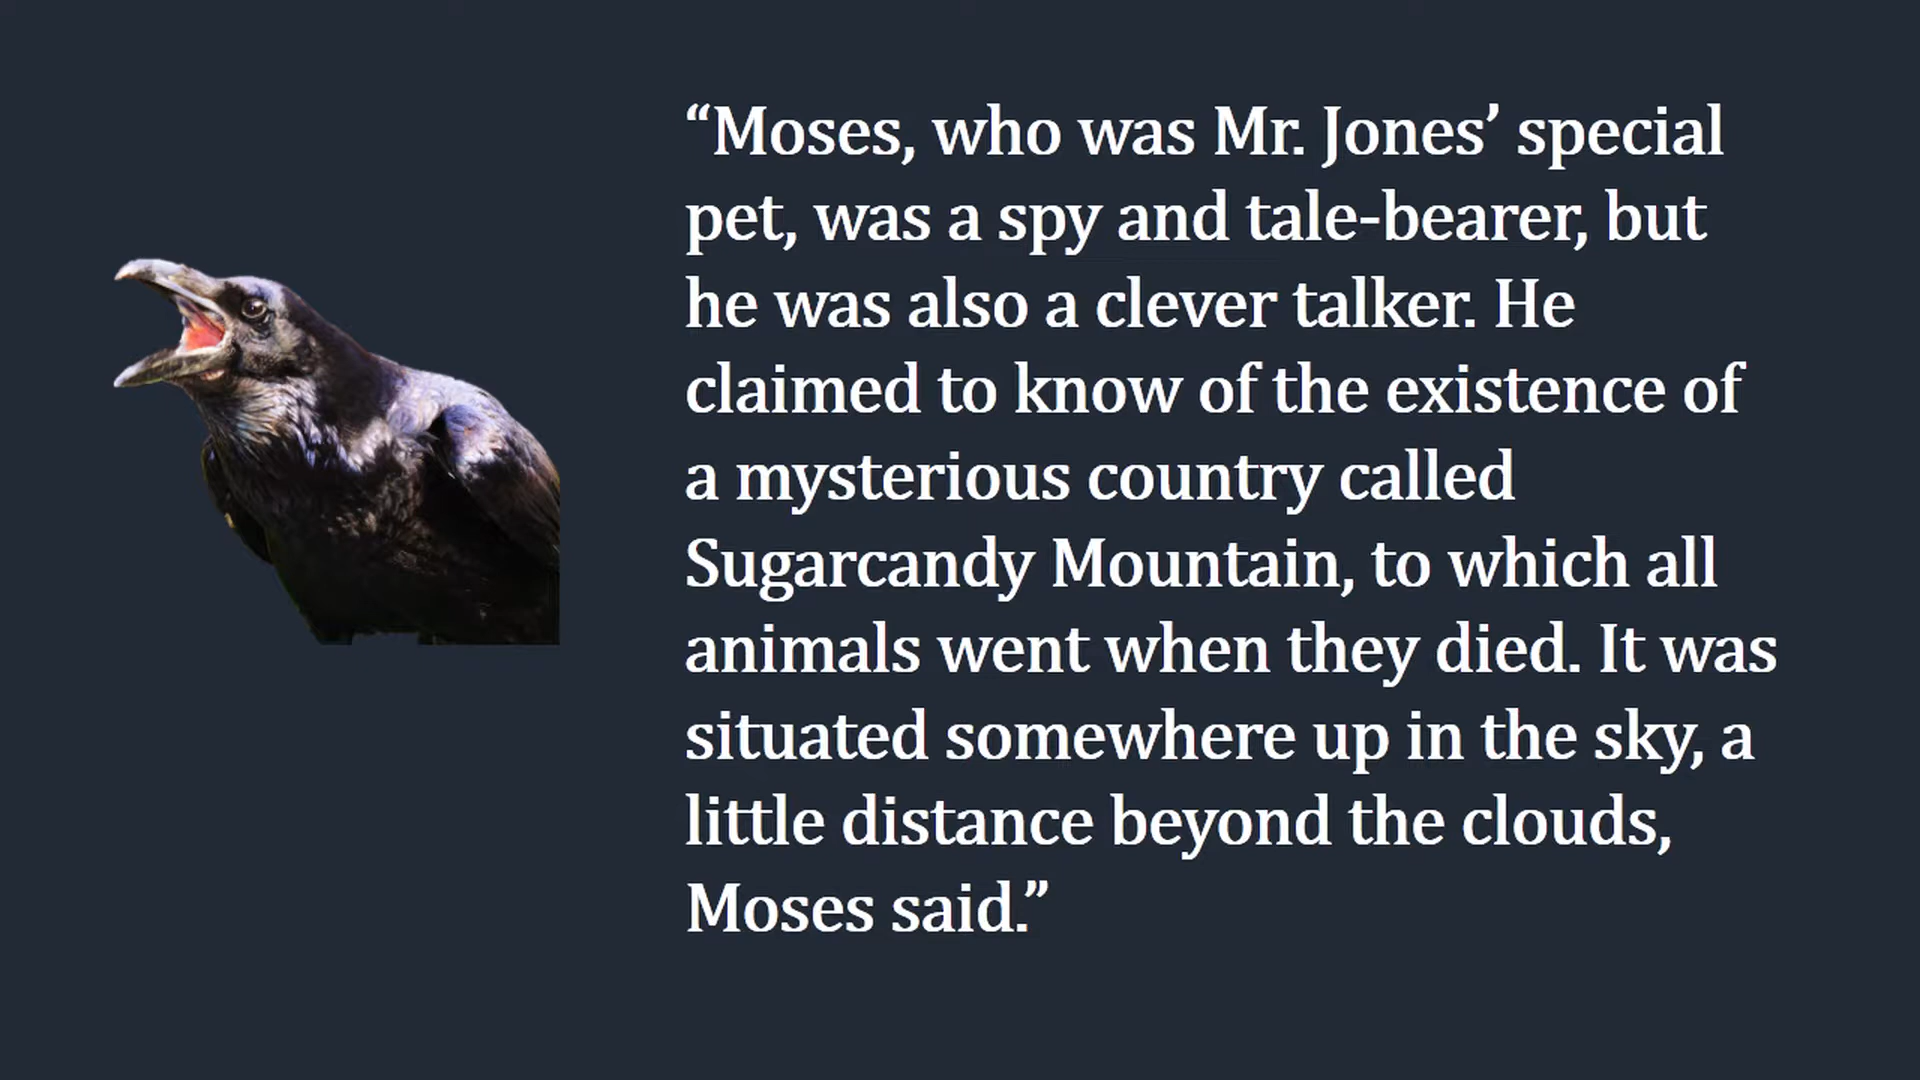 “Moses, who was Mr. Jones’ special
pet, was a spy and tale-bearer, but
he was also a clever talker. He
claimed to know of the existence of
a mysterious country called
Sugarcandy Mountain, to which all
animals went when they died. It was
situated somewhere up in the sky, a
little distance beyond the clouds,
Moses said.”